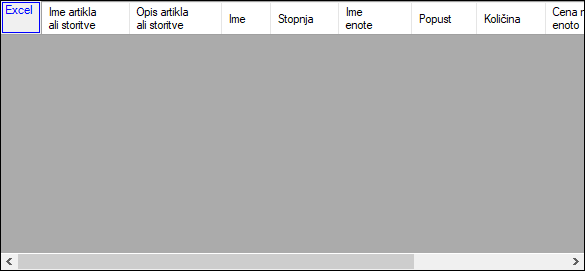 Excel
Ime artikla
ali storitve
Opis artikla
ali storitve
Ime
Stopnja
Ime
enote
Popust
Količina
Cena
enoto